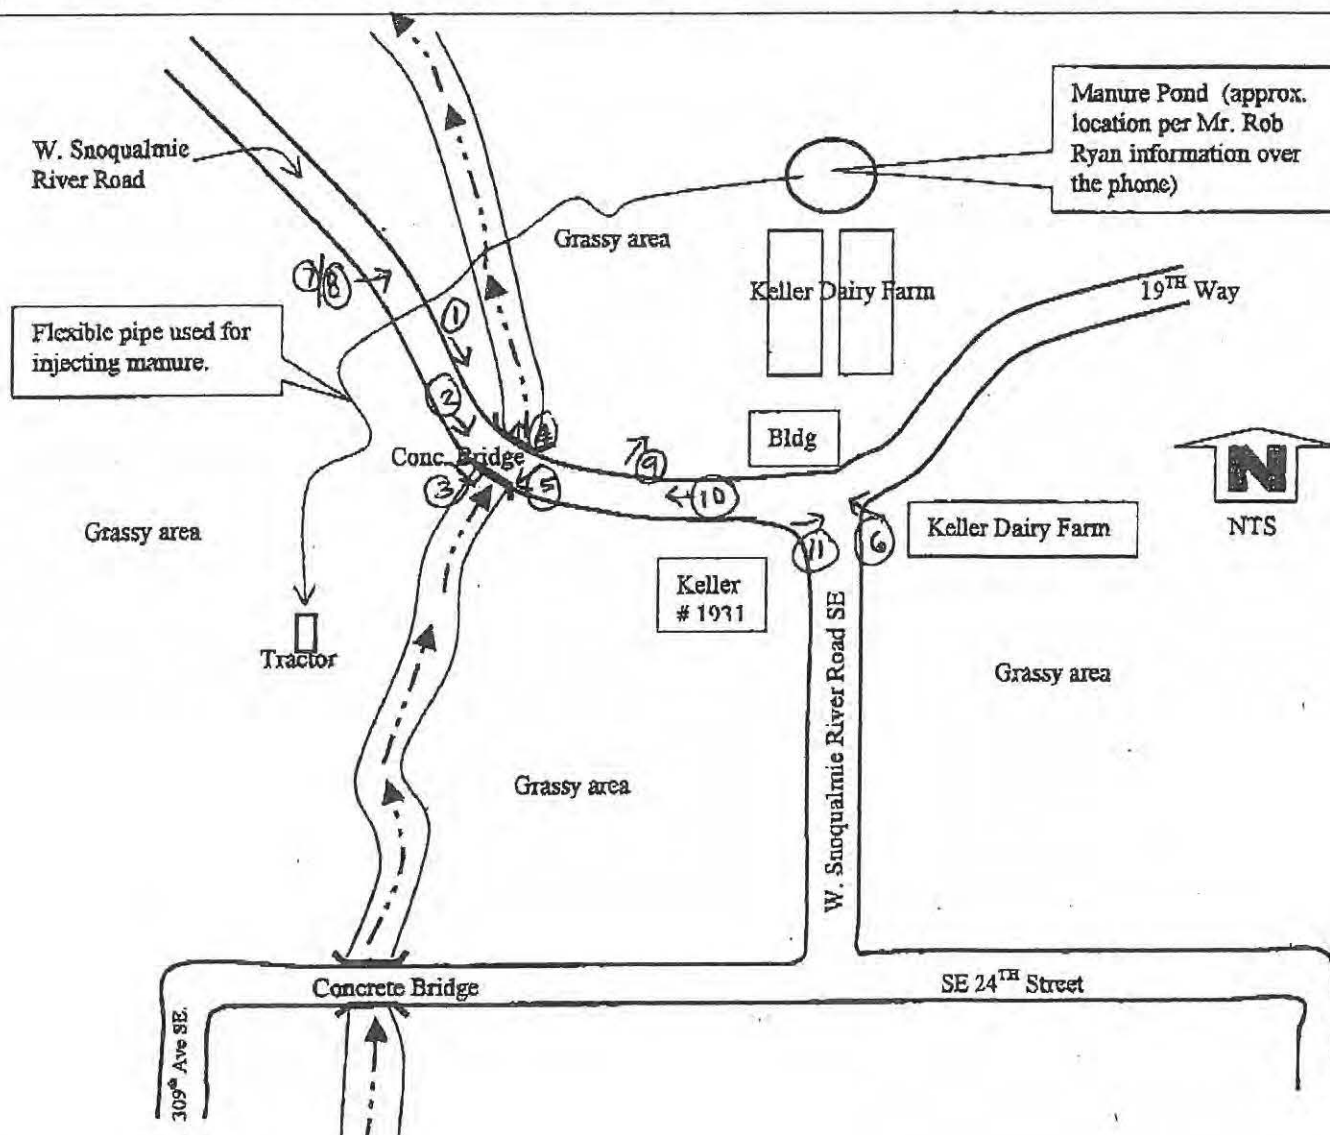 Manure Pond (approx.
location per Mr. Rob
Ryan information over
the phone)
W. Snoqualmie
River Road
Grassy area
7/8
Keller Dairy Farm
19TH Way
1
Flexible pipe used for
injecting manure.
2
4
Bldg
Conc. Bridge
9
3
5
10
N
NTS
Grassy area
11
6
Keller Dairy Farm
Keller
# 1931
Tractor
W. Snoqualmie River Road SE
Grassy area
Grassy area
Concrete Bridge
SE 24TH Street
309th Ave SE.